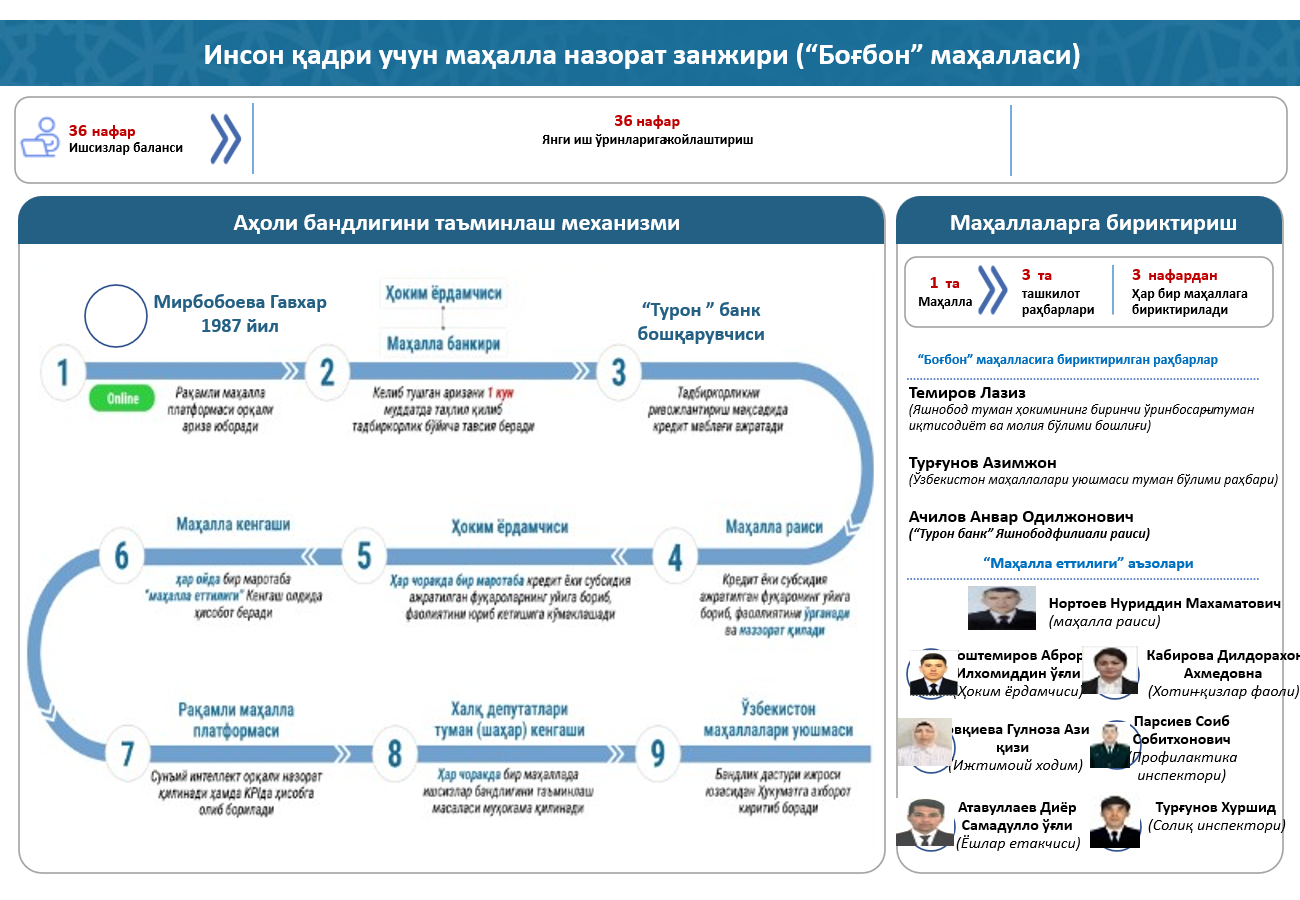 Инсон қадри учун маҳалла назорат занжири (“Боғбон” маҳалласи)
36 нафар
Ишсизлар баланси
36 нафар
Янги иш ўринларига жойлаштириш
Аҳоли бандлигини таъминлаш механизми
Мирбобоева Гавхар
1987 йил
Ҳоким ёрдамчиси
Маҳалла банкири
“Турон ” банк
бошқарувчиси
1
2
3
Online
Рақамли маҳалла
платформаси орқали
ариза юборади
Келиб тушган аризани 1 кун
муддатда таҳлил қилиб
тадбиркорлик бўйича тавсия беради
Тадбиркорликни
ривожлантириш мақсадида
кредит маблағи ажратади
Маҳалла кенгаши
Ҳоким ёрдамчиси
Маҳалла раиси
6
5
4
ҳар ойда бир маротаба
"маҳалла еттилиги" Кенгаш олдида
ҳисобот беради
Ҳар чоракда бир маротаба кредит ёки субсидия
ажратилган фуқароларнинг уйига бориб,
фаолиятини юриб кетишига кўмаклашади
Кредит ёки субсидия
ажратилган фуқаронинг уйига
бориб, фаоллиятини ўрганади
ва наззорат қилади
Рақамли маҳалла
платформаси
Халқ депутатлари
туман (шаҳар) кенгаши
Ўзбекистон
маҳаллалари уюшмаси
7
8
9
Сунъий интеллект орқали назорат
қилинади ҳамда KPIда ҳисобга
олиб борилади
Ҳар чоракда бир маҳаллада
ишсизлар бандлигини таъминлаш
масаласи муҳокама қилинади
Бандлик дастури ижроси
юзасидан Ҳукуматга ахборот
киритиб боради
Маҳаллаларга бириктириш
1 та
Маҳалла
3 та
ташкилот
раҳбарлари
3 нафардан
Ҳар бир маҳаллага
бириктирилади
“Боғбон” маҳалласига бириктирилган раҳбарлар
Темиров Лазиз
(Яшнобод туман ҳокимининг биринчи ўринбосари-туман
иқтисодиёт ва молия бўлими бошлиғи)
Турғунов Азимжон
(Ўзбекистон маҳаллалари уюшмаси туман бўлими раҳбари)
Ачилов Анвар Одилжонович
(“Турон банк” Яшнобод филиали раиси)
“Маҳалла еттилиги” аъзолари
Нортоев Нуриддин Махаматович
(маҳалла раиси)
оштемиров Аброр
Илхомиддин ўғли
(Ҳоким ёрдамчиси)
Кабирова Дилдорахон
Ахмедовна
(Хотин-қизлар фаоли)
вқиева Гулноза Ази
қизи
(Ижтимоий ходим)
Парсиев Соиб
Собитхонович
(Профилактика
инспектори)
Атавуллаев Диёр
Самадулло ўғли
(Ёшлар етакчиси)
Турғунов Хуршид
(Солиқ инспектори)